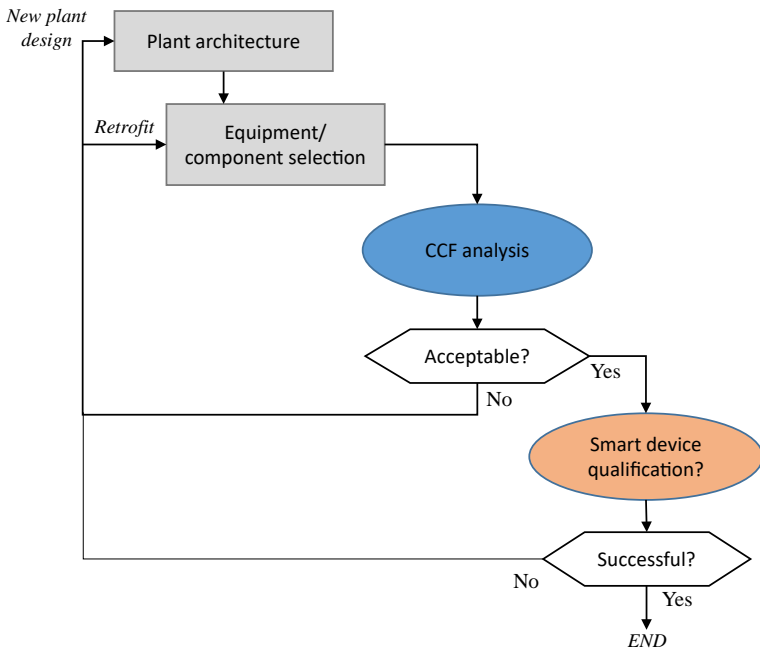 New plant
design
Plant architecture
Retrofit
Equipment/
component selection
CCF analysis
Acceptable?
Yes
No
Smart device
qualification?
Successful?
No
Yes
END